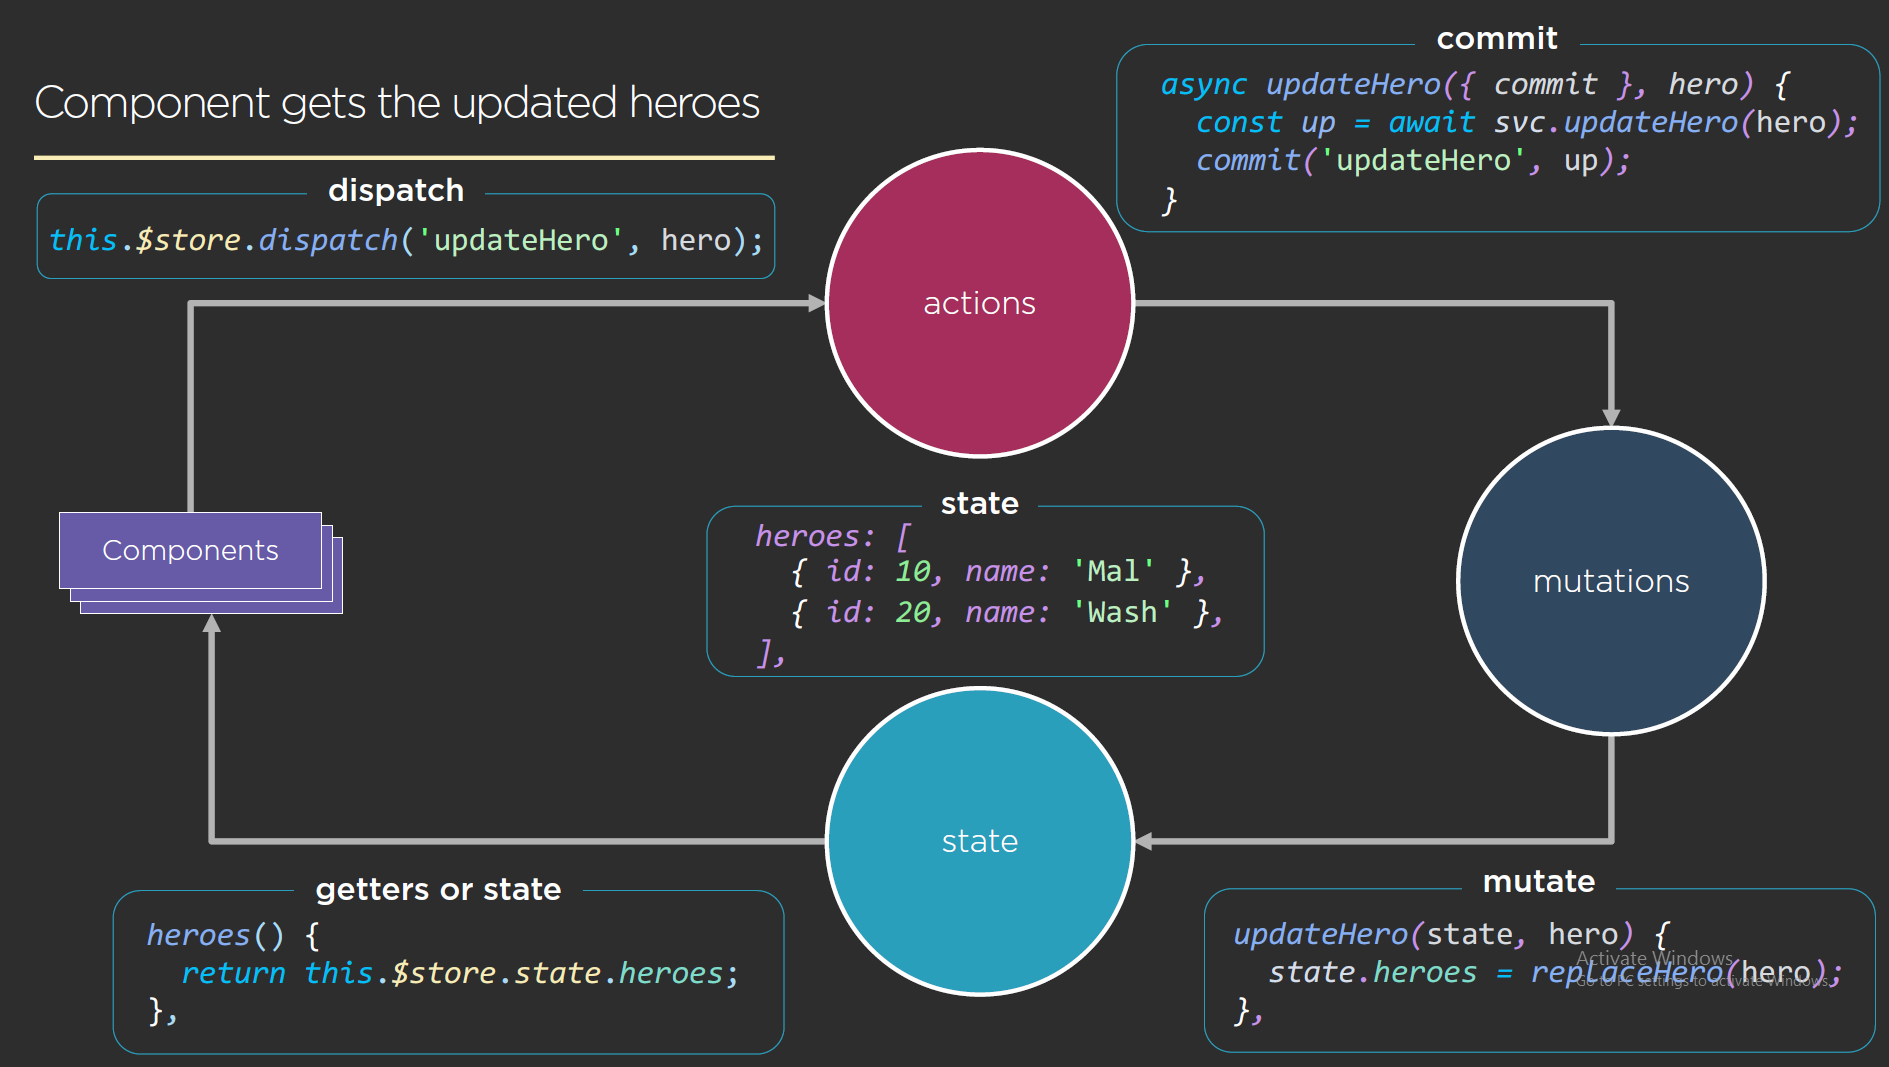 Component gets the updated heroes
dispatch
this.$store.dispatch('updateHero', hero);
commit
async updateHero({ commit }, hero) {
const up = await svc.updateHero(hero);
commit('updateHero', up);
}
actions
Components
state
heroes: [
{ id: 10, name: 'Mal' },
{ id: 20, name: 'Wash' },
],
mutations
state
getters or state
heroes() {
return this.$store.state.heroes;
},
mutate
updateHero(state, hero) {
state.heroes = replaceHero(hero);
},
Activate Windows
Go to PC settings to activate Windows.